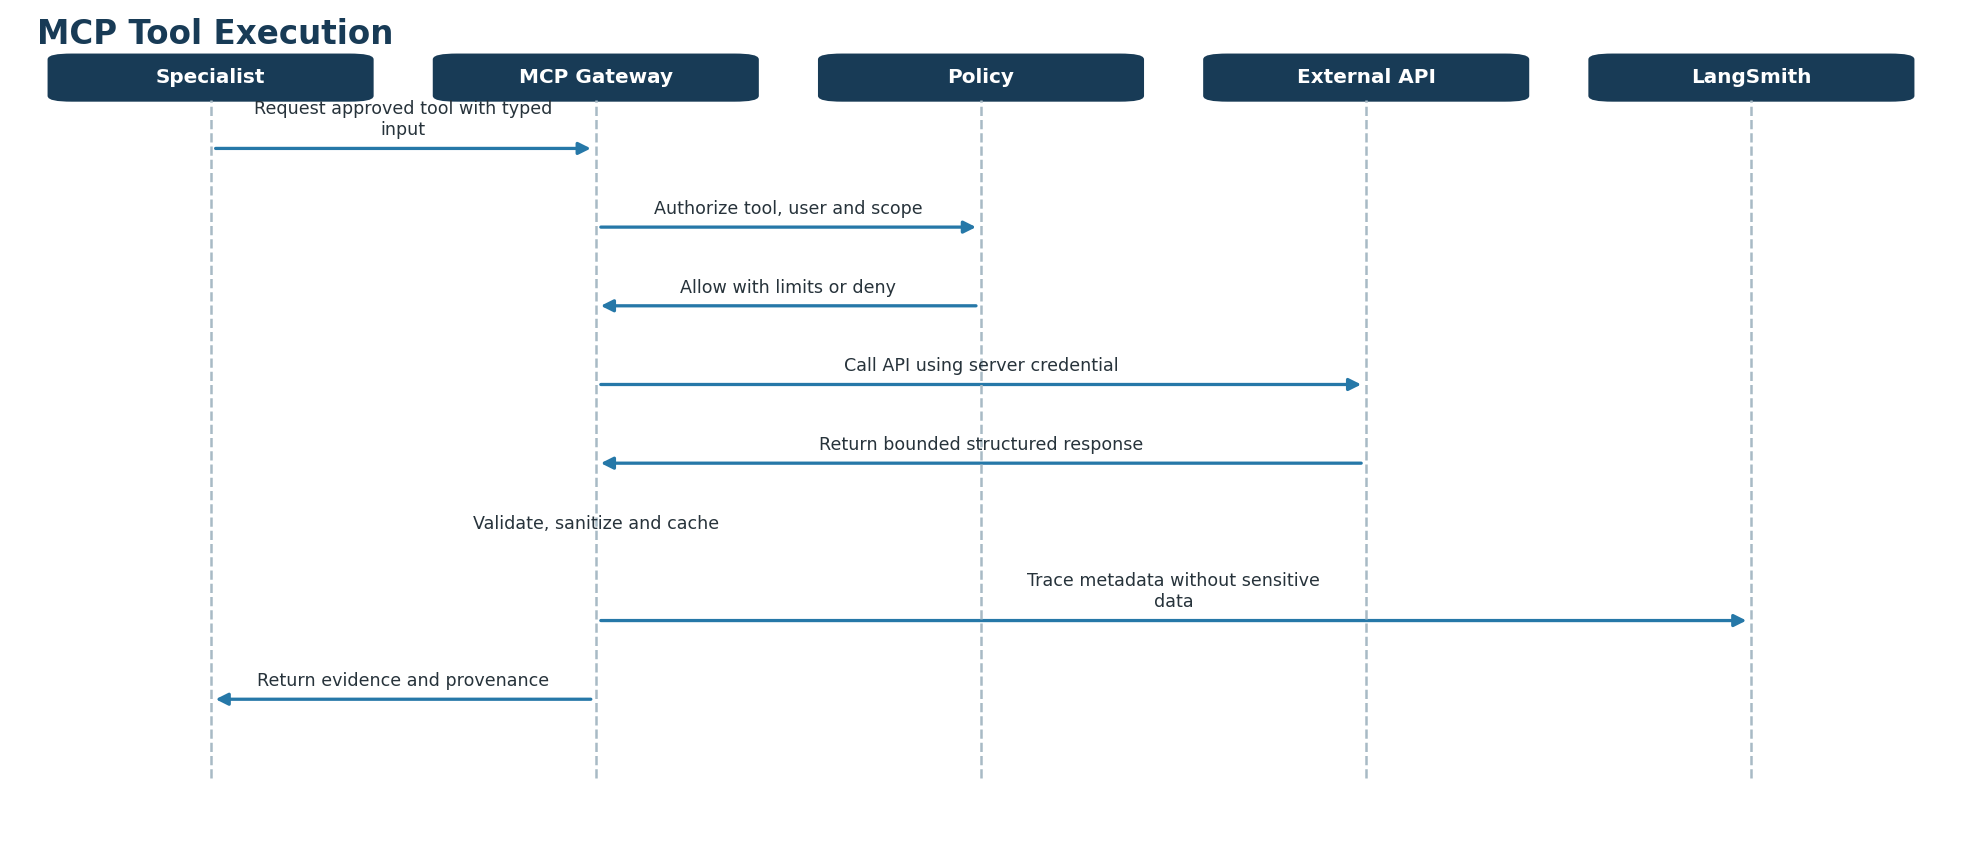 MCP Tool Execution
Specialist
MCP Gateway
Policy
External API
LangSmith
Request approved tool with typed
input
Authorize tool, user and scope
Allow with limits or deny
Call API using server credential
Return bounded structured response
Validate, sanitize and cache
Trace metadata without sensitive
data
Return evidence and provenance